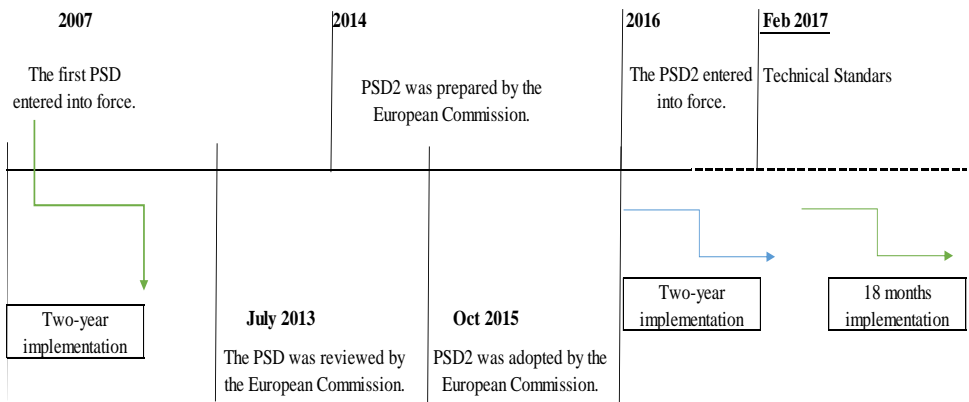 2007
The first PSD
entered into force.
2014
PSD2 was prepared by the
European Commission.
2016
The PSD2 entered
into force.
Feb 2017
Technical Standars
Two-year
implementation
July 2013
The PSD was reviewed by
the European Commission.
Oct 2015
PSD2 was adopted by the
European Commission.
Two-year
implementation
18 months
implementation